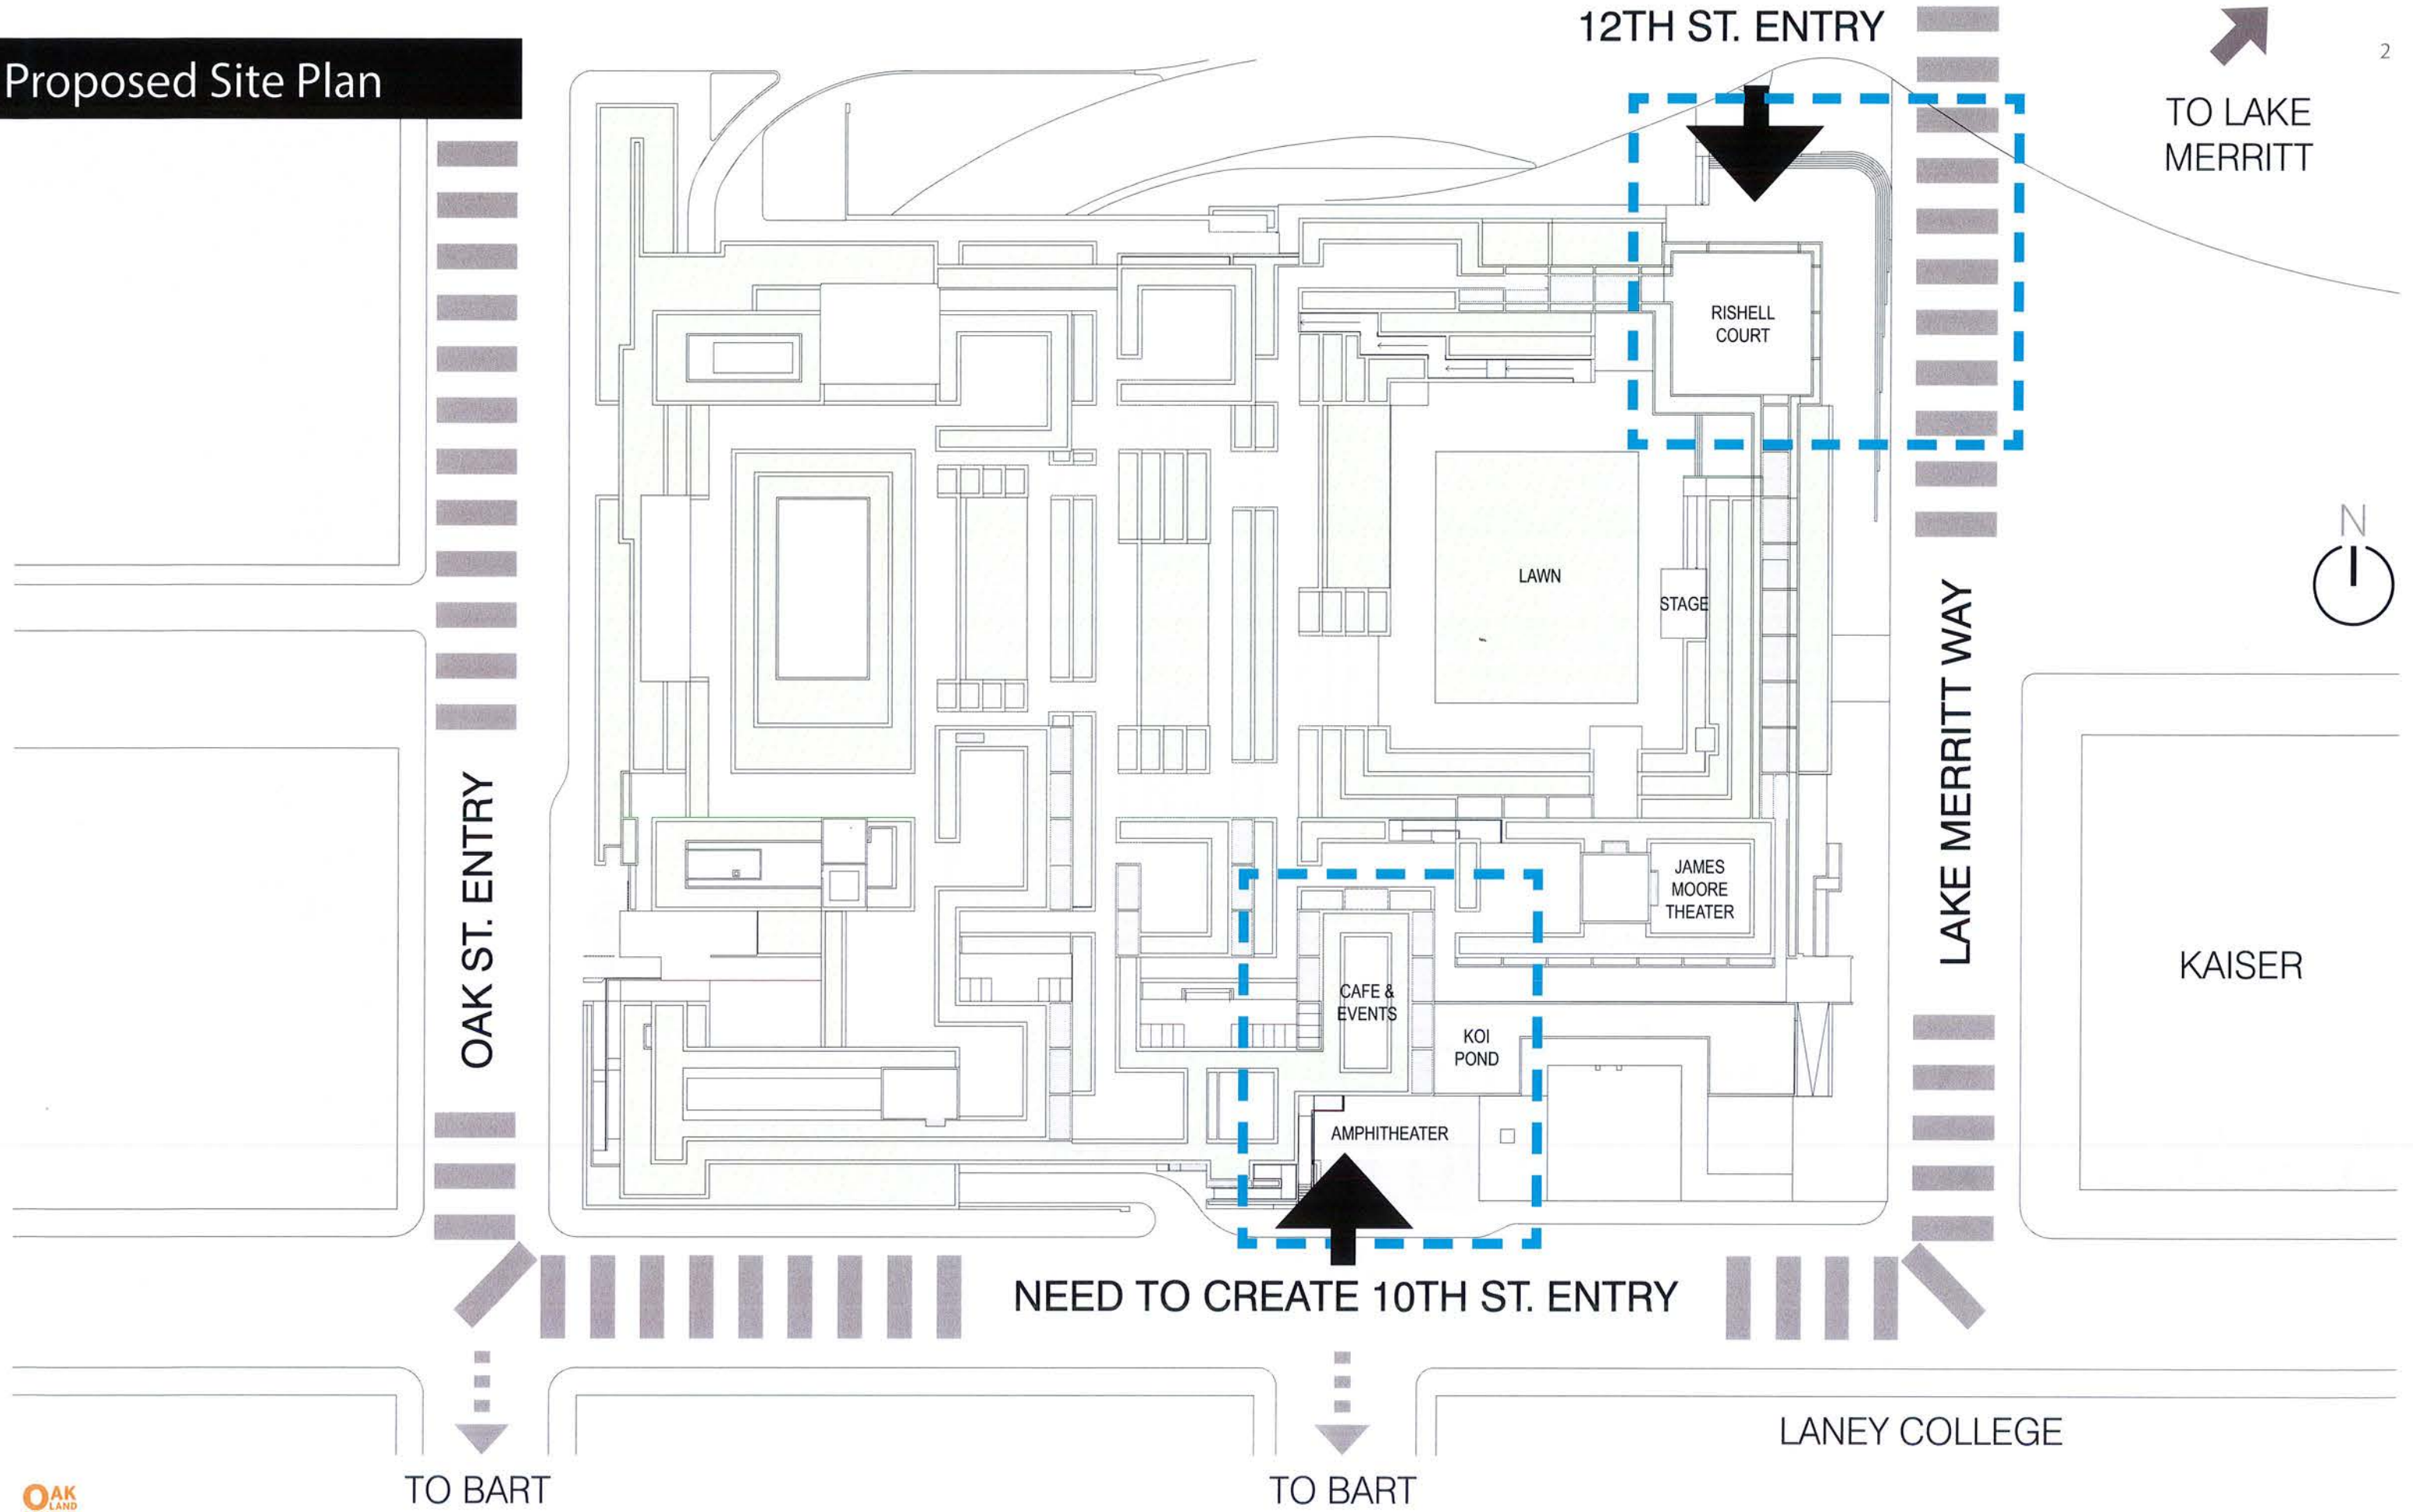 12TH ST. ENTRY
2
Proposed Site Plan
TO LAKE
MERRITT
RISHELL
COURT
N
LAWN
STAGE
LAKE MERRITT WAY
OAK ST. ENTRY
JAMES
MOORE
THEATER
KAISER
CAFE &
EVENTS
KOI
POND
AMPHITHEATER
NEED TO CREATE 10TH ST. ENTRY
LANEY COLLEGE
TO BART
TO BART
OAK
LAND